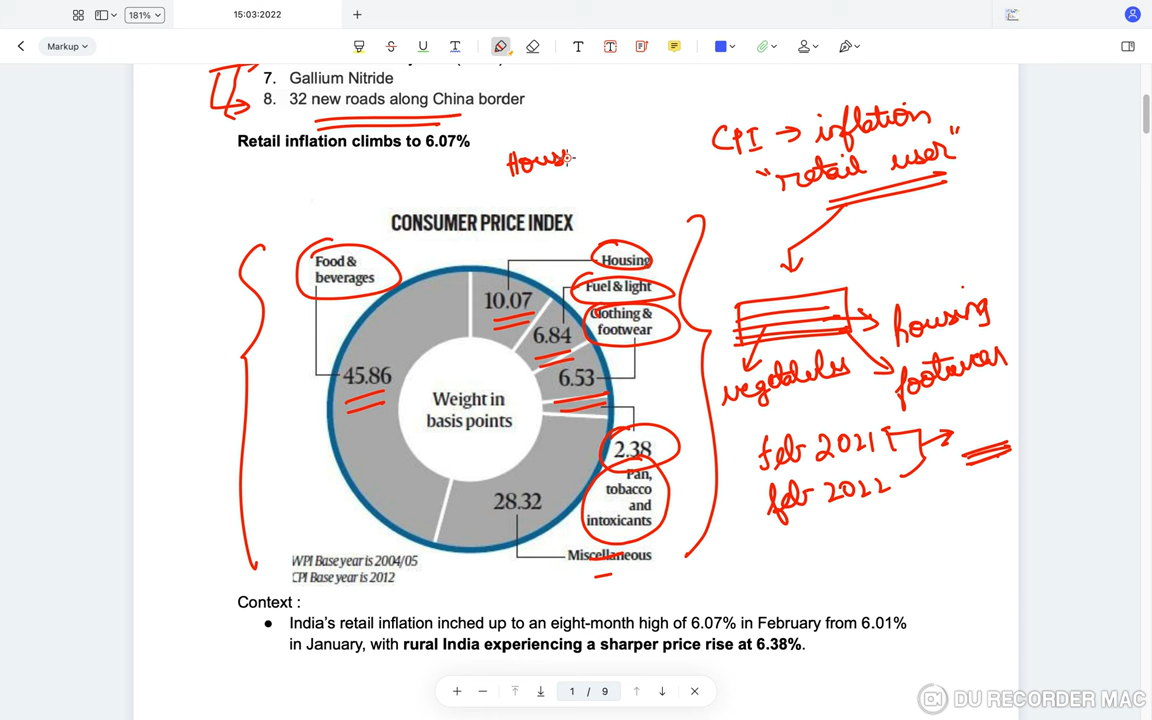 15:03:2022
181%
Markup
7. Gallium Nitride
8. 32 new roads along China border
Retail inflation climbs to 6.07%
Hous
CPI → inflation
"retail user"
CONSUMER PRICE INDEX
Food &
beverages
Housing
Fuel & light
Clothing &
footwear
10.07
6.84
6.53
45.86
Weight in
basis points
2.38
Pan,
tobacco
and
intoxicants
28.32
Miscellaneous
WPI Base year is 2004/05
CPI Base year is 2012
housing
vegetables
feb 2021
feb 2022
Context :
● India's retail inflation inched up to an eight-month high of 6.07% in February from 6.01%
in January, with rural India experiencing a sharper price rise at 6.38%.
1 / 9
DU RECORDER MAC